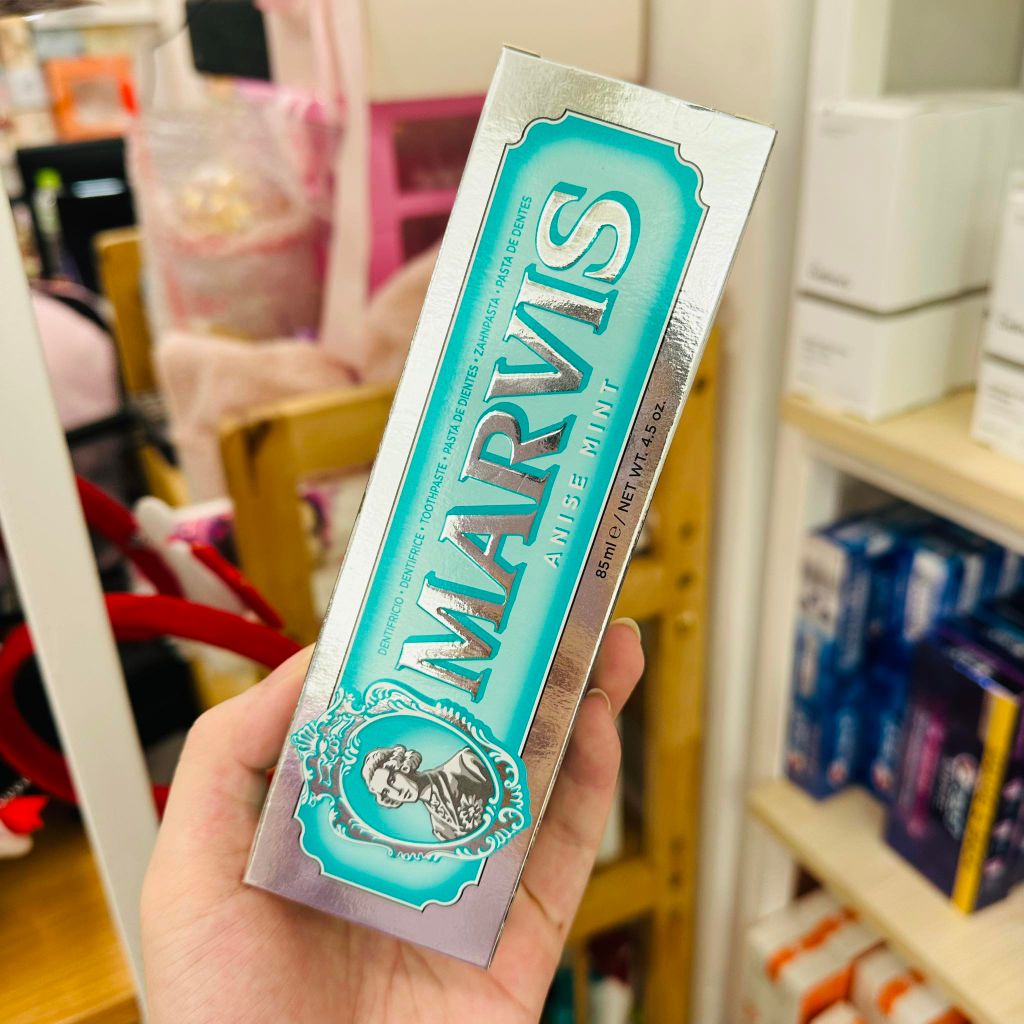 DENTIFRICIO • DENTIFRICE • TOOTHPASTE • PASTA DE DIENTES • ZAHNPASTA • PASTA DE DENTES
MARVIS
ANISE MINT
85ml ℮ / NET WT. 4.5 oz.